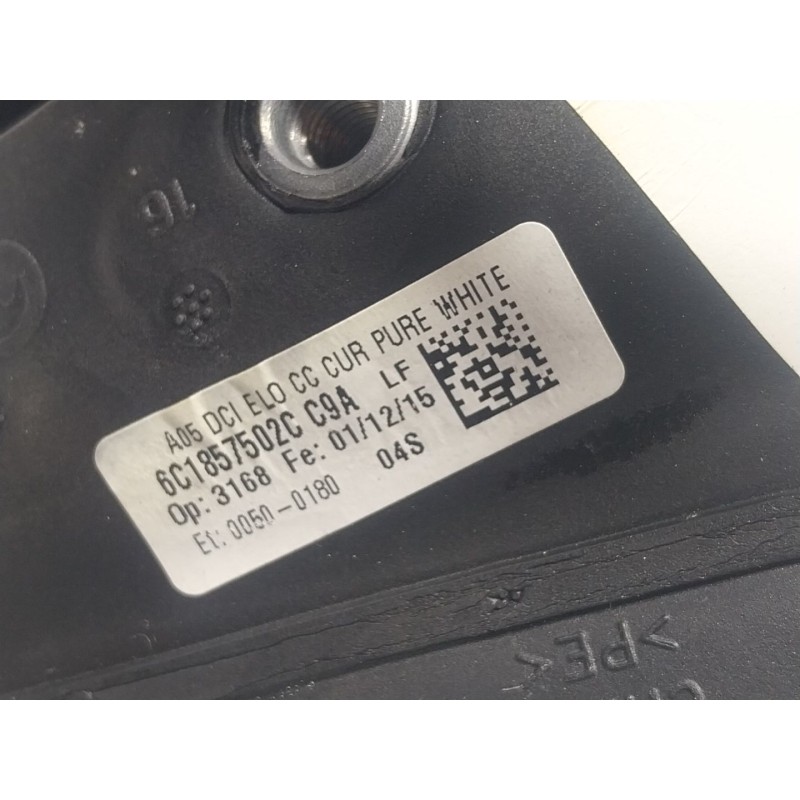 16
A05 DCI ELO CC CUR PURE WHITE
6C1857502C C9A LF
Op: 3168 Fe: 01/12/15
Et: 0050-0180 04S
>PE<